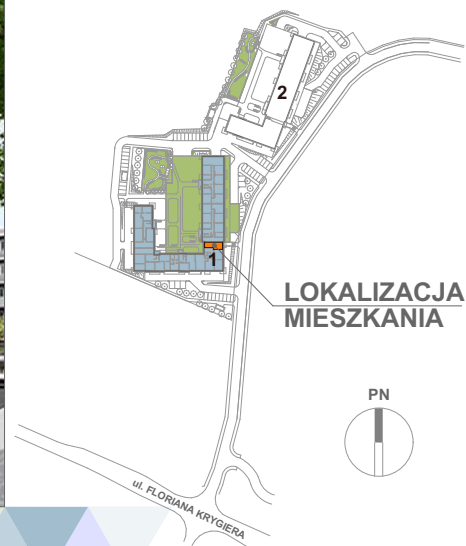 2
1
LOKALIZACJA
MIESZKANIA
PN
ul. FLORIANA KRYGIERA